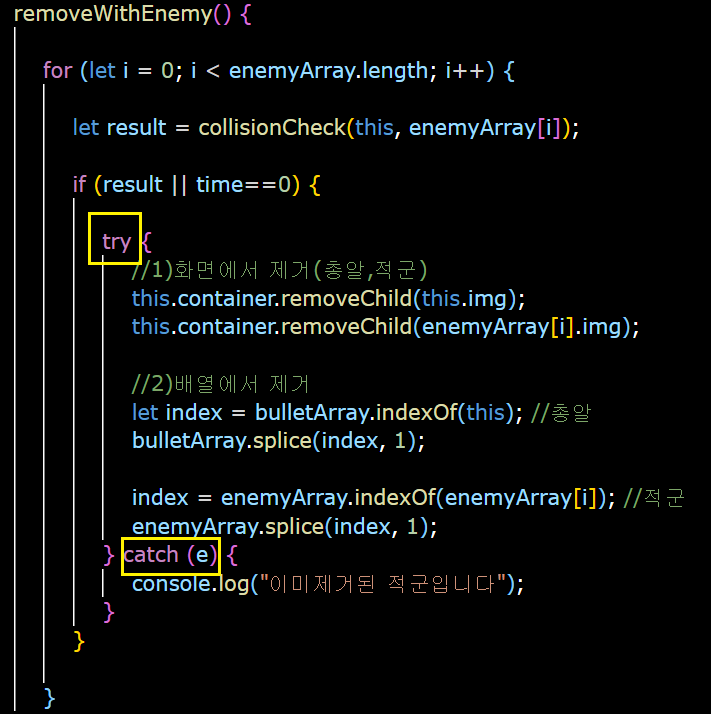 removeWithEnemy() {
for (let i = 0; i < enemyArray.length; i++) {
let result = collisionCheck(this, enemyArray[i]);
if (result || time==0) {
try {
//1)화면에서 제거(총알,적군)
this.container.removeChild(this.img);
this.container.removeChild(enemyArray[i].img);
//2)배열에서 제거
let index = bulletArray.indexOf(this); //총알
bulletArray.splice(index, 1);
index = enemyArray.indexOf(enemyArray[i]); //적군
enemyArray.splice(index, 1);
} catch (e) {
console.log("이미제거된 적군입니다");
}
}
}